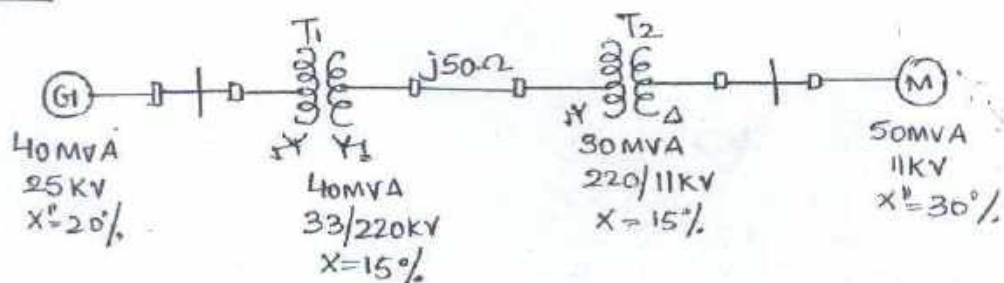 T1
T2
j50Ω
G1
M
40MVA
25KV
X"=20%
Y
Y
40MVA
33/220KV
X=15%
Y
Δ
30MVA
220/11KV
X=15%
50MVA
11KV
X"=30%